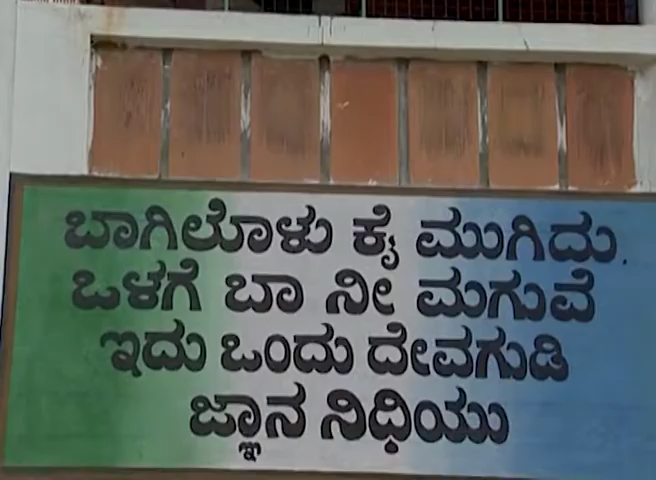 ಬಾಗಿಲೊಳು ಕೈ ಮುಗಿದು.
ಒಳಗೆ ಬಾ ನೀ ಮಗುವೆ
ಇದು ಒಂದು ದೇವಗುಡಿ
ಜ್ಞಾನ ನಿಧಿಯು